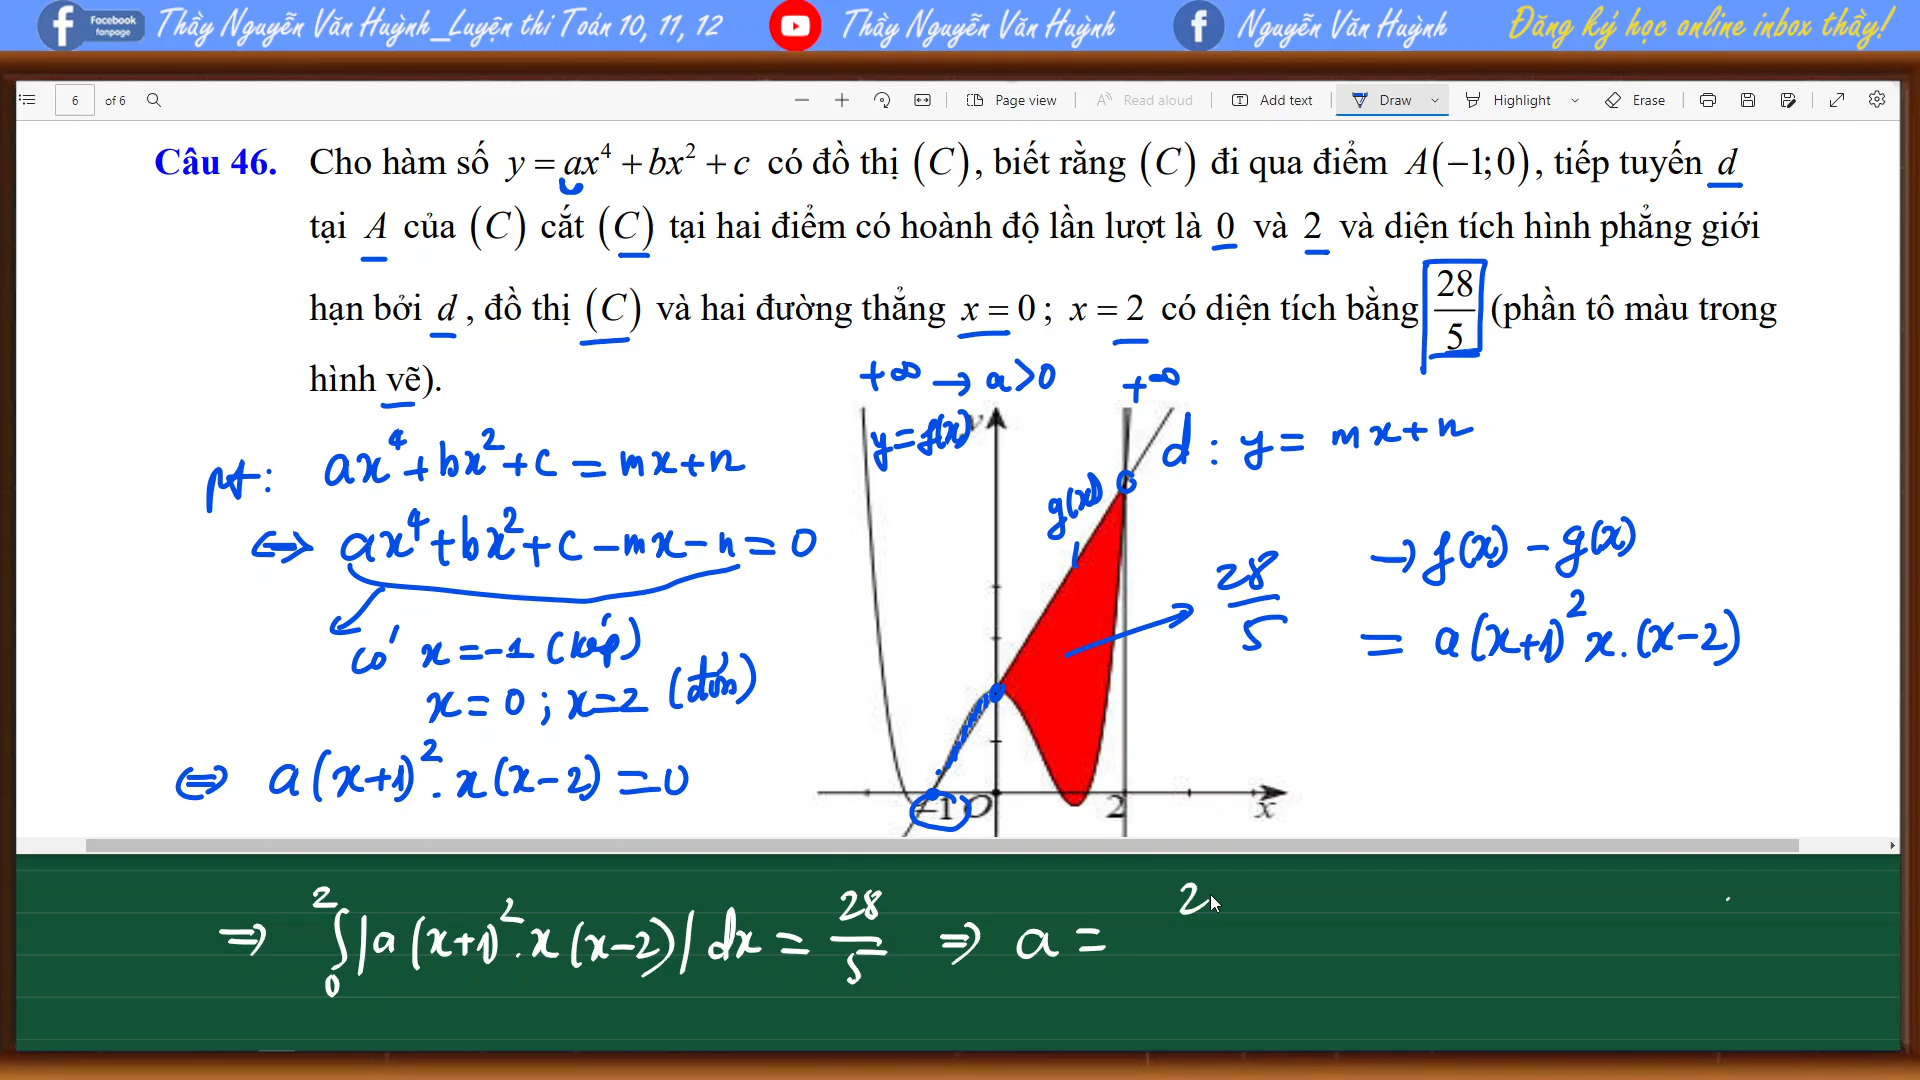 Facebook fanpage Thầy Nguyễn Văn Huỳnh_Luyện thi Toán 10, 11, 12 Thầy Nguyễn Văn Huỳnh Nguyễn Văn Huỳnh Đăng ký học online inbox thầy!
6 of 6 Page view Read aloud Add text Draw Highlight Erase
Câu 46. Cho hàm số y = ax⁴ + bx² + c có đồ thị (C), biết rằng (C) đi qua điểm A(−1;0), tiếp tuyến d
tại A của (C) cắt (C) tại hai điểm có hoành độ lần lượt là 0 và 2 và diện tích hình phẳng giới
hạn bởi d , đồ thị (C) và hai đường thẳng x = 0 ; x = 2 có diện tích bằng 28/5 (phần tô màu trong
hình vẽ).
+∞ → a>0 +∞
y = f(x) y
d : y = mx+n
pt: ax⁴+bx²+c = mx+n
g(x)
⇔ ax⁴+bx²+c−mx−n = 0
28/5
→ f(x) − g(x)
= a(x+1)² x.(x−2)
có x = −1 (kép)
x = 0 ; x = 2 (đơn)
⇔ a(x+1)².x(x−2) = 0
−1 O 2 x
⇒ ∫₀² |a(x+1)².x(x−2)| dx = 28/5 ⇒ a = 2